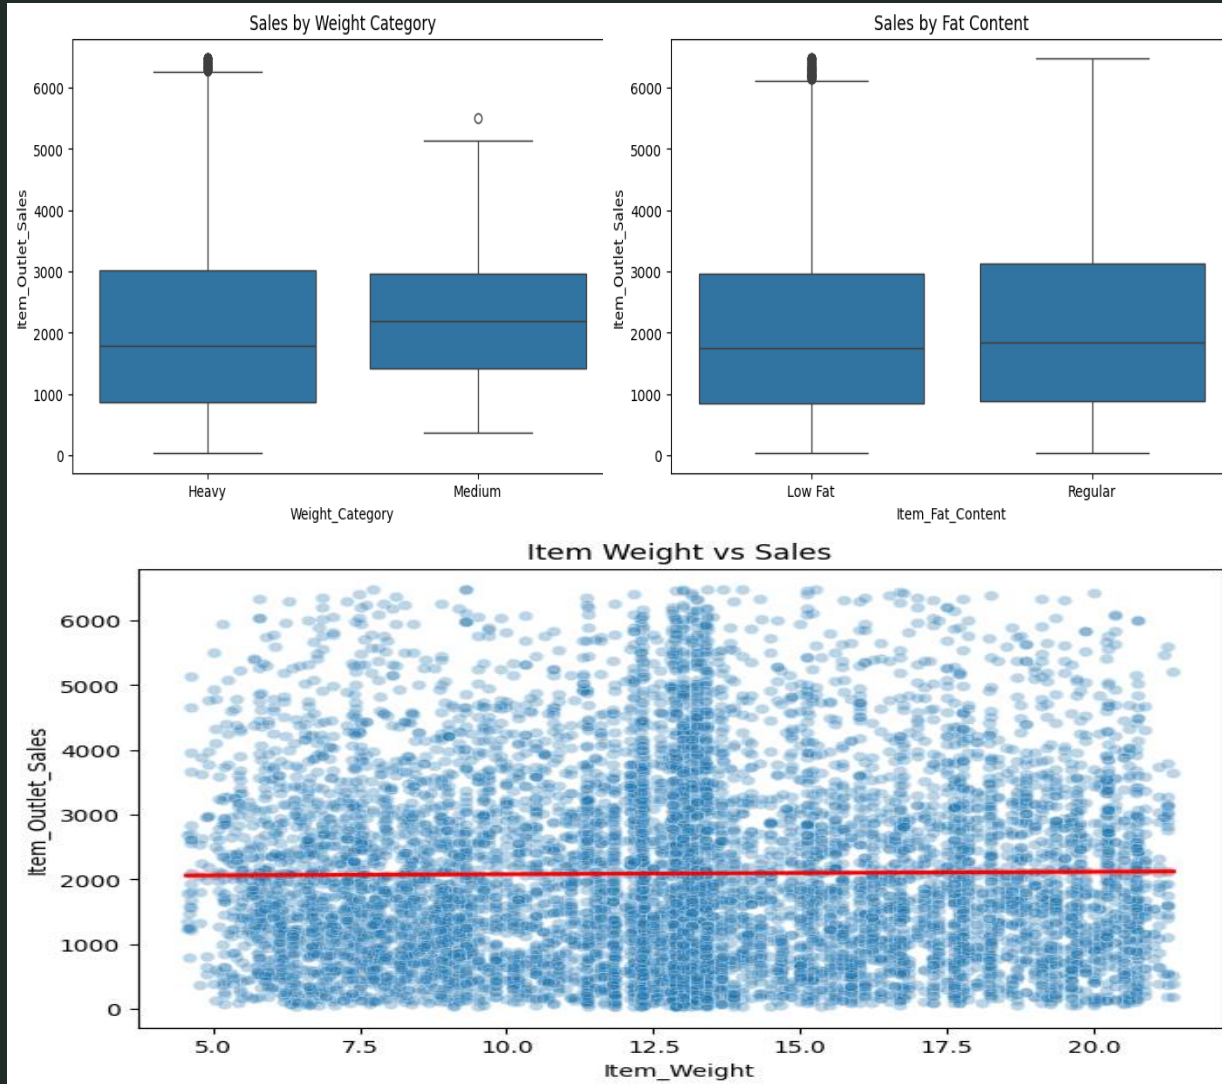 Sales by Weight Category
6000
5000
4000
3000
2000
1000
0
Item_Outlet_Sales
Heavy
Medium
Weight_Category
Sales by Fat Content
6000
5000
4000
3000
2000
1000
0
Item_Outlet_Sales
Low Fat
Regular
Item_Fat_Content
Item Weight vs Sales
6000
5000
4000
3000
2000
1000
0
Item_Outlet_Sales
5.0 7.5 10.0 12.5 15.0 17.5 20.0
Item_Weight